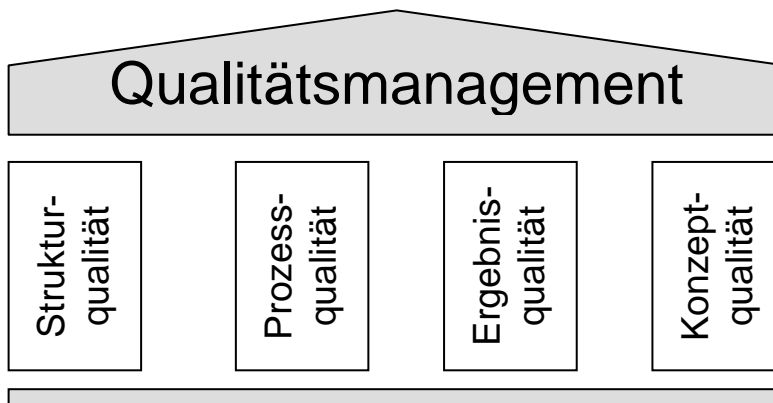 Qualitätsmanagement
Struktur-
qualität
Prozess-
qualität
Ergebnis-
qualität
Konzept-
qualität